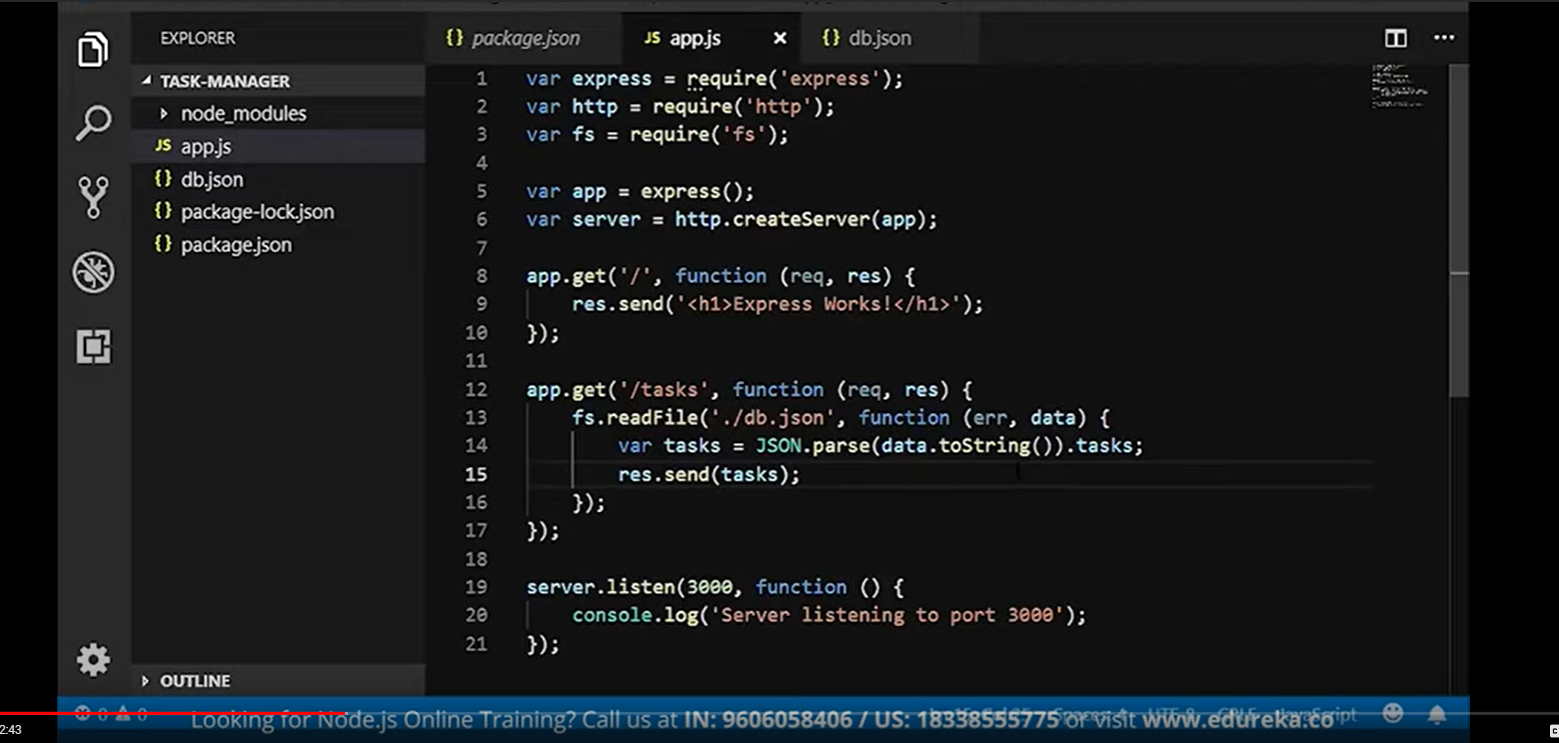 EXPLORER
{} package.json
JS app.js ×
{} db.json
TASK-MANAGER
node_modules
JS app.js
{} db.json
{} package-lock.json
{} package.json
1 var express = require('express');
2 var http = require('http');
3 var fs = require('fs');
4
5 var app = express();
6 var server = http.createServer(app);
7
8 app.get('/', function (req, res) {
9 res.send('<h1>Express Works!</h1>');
10 });
11
12 app.get('/tasks', function (req, res) {
13 fs.readFile('./db.json', function (err, data) {
14 var tasks = JSON.parse(data.toString()).tasks;
15 res.send(tasks);
16 });
17 });
18
19 server.listen(3000, function () {
20 console.log('Server listening to port 3000');
21 });
OUTLINE
0 0
Looking for Node.js Online Training? Call us at IN: 9606058406 / US: 18338555775 or visit www.edureka.co
2:43